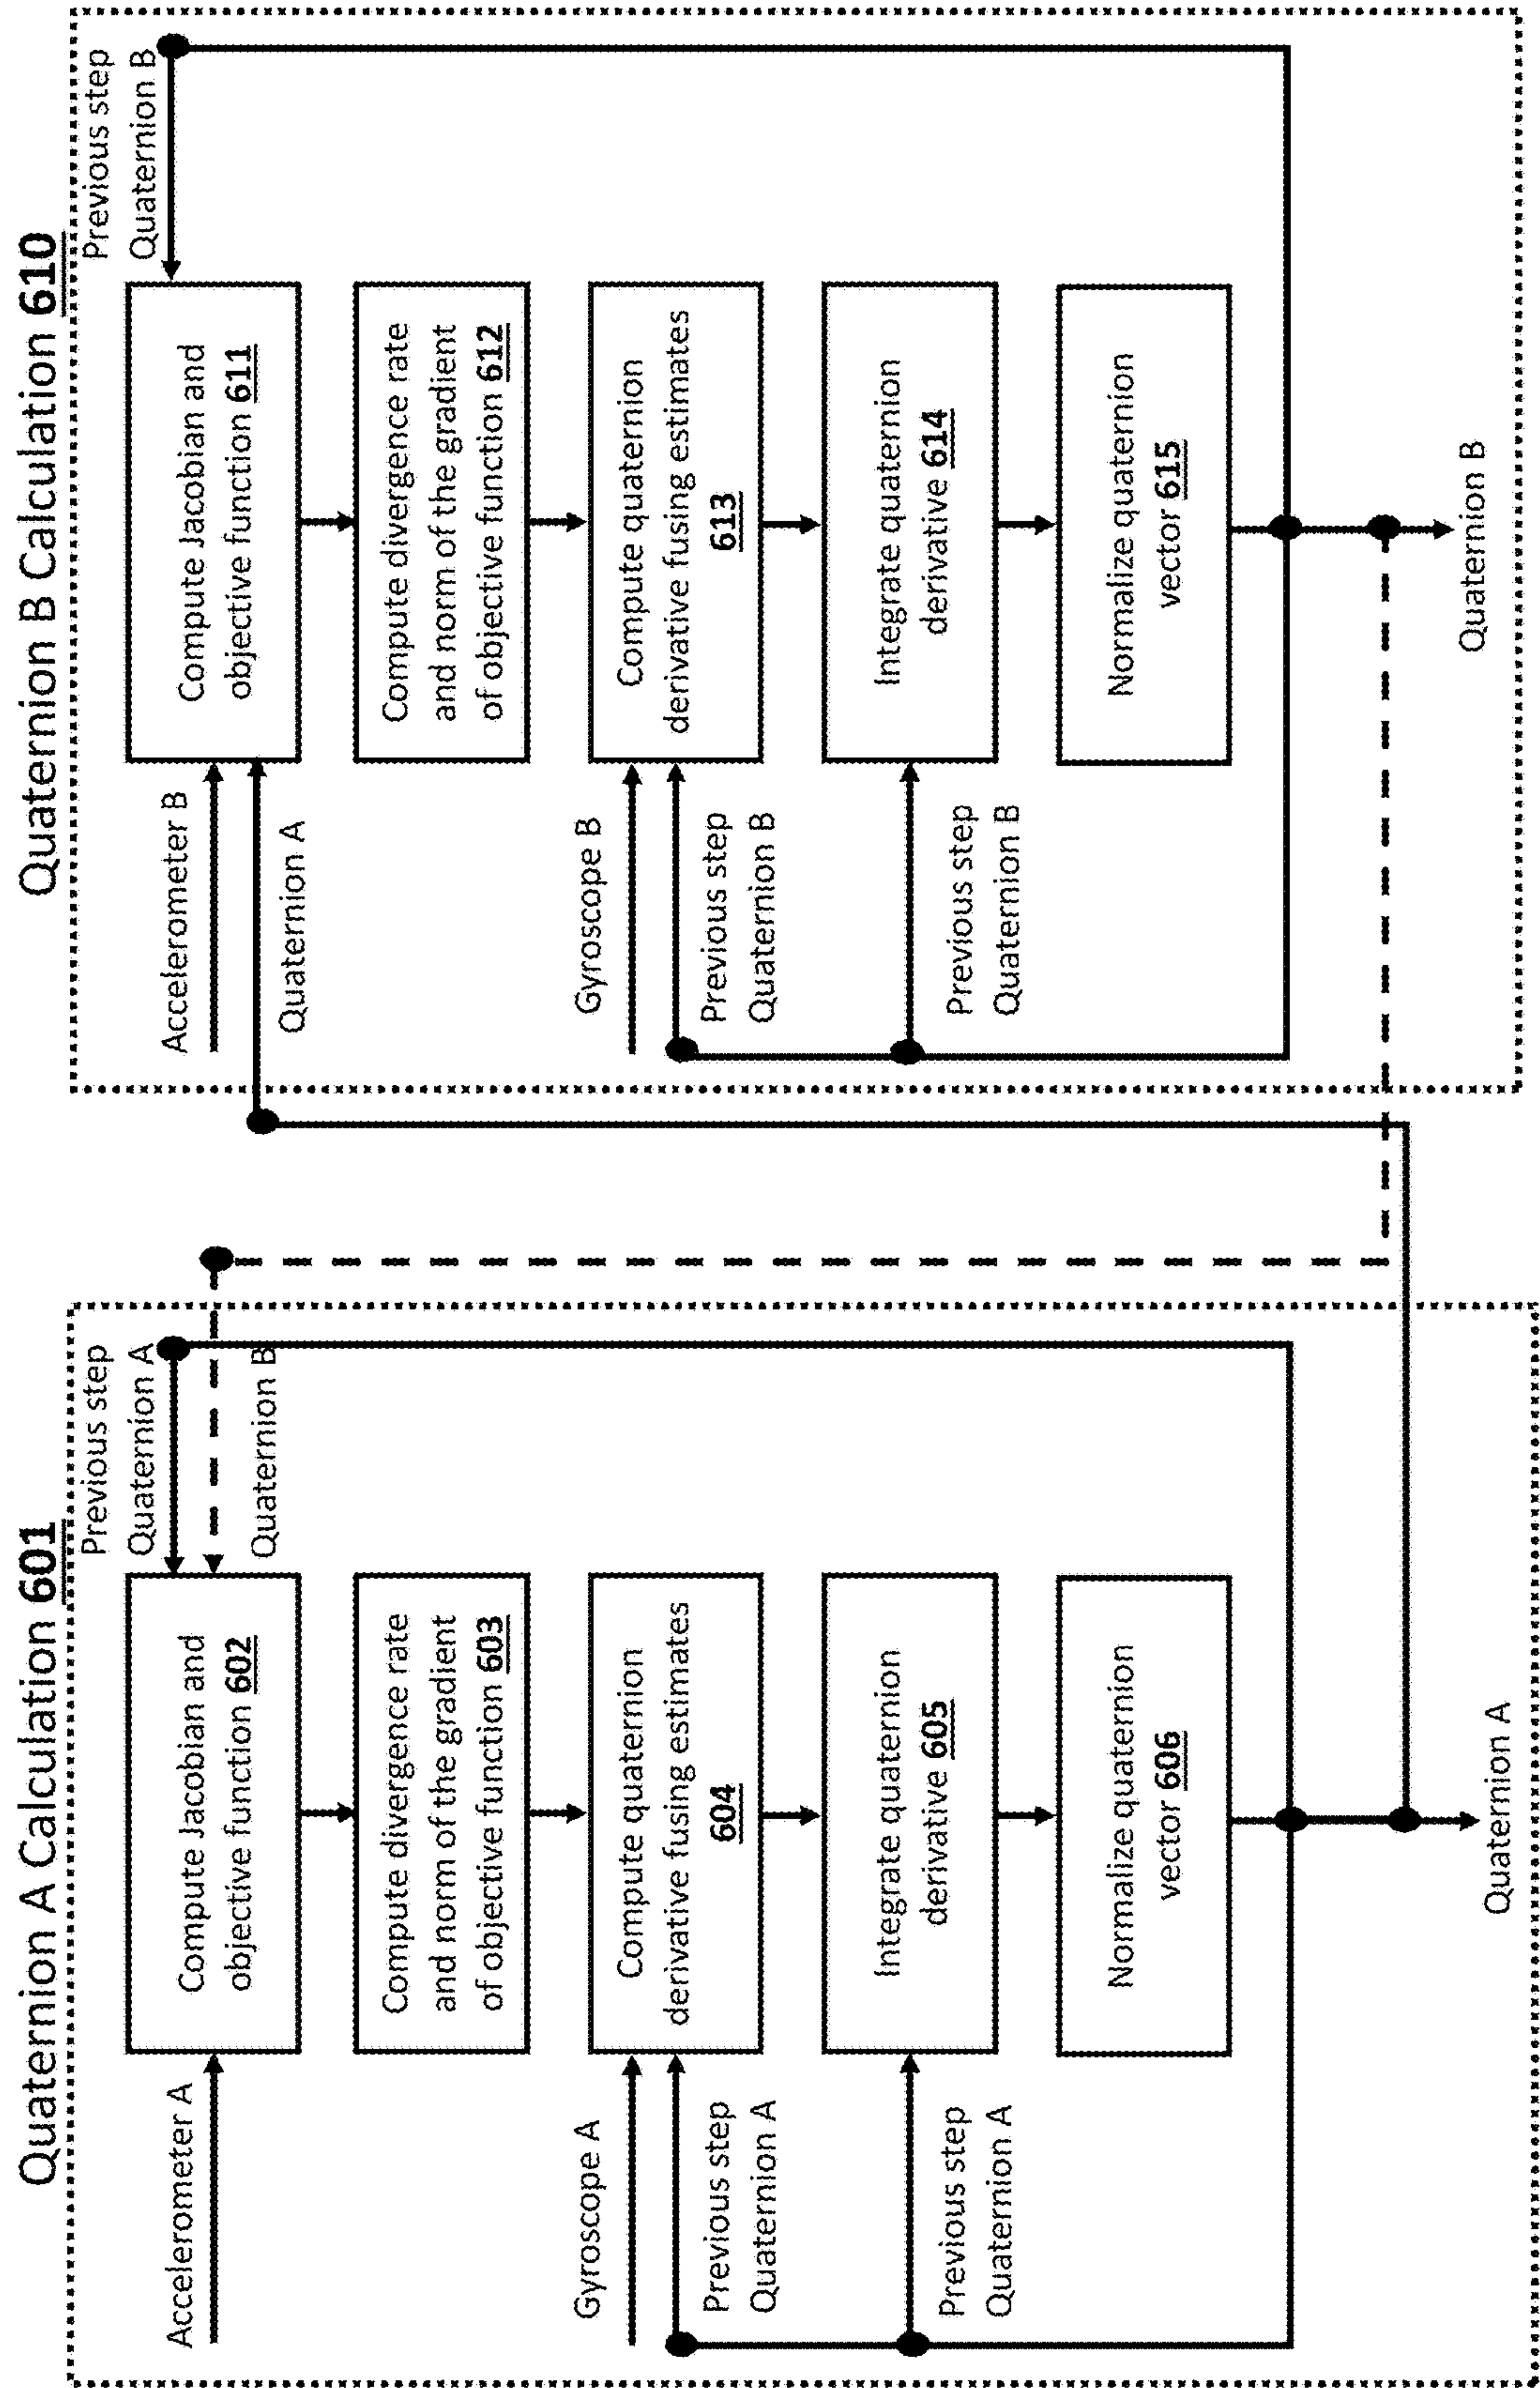 Quaternion A Calculation 601
Accelerometer A
Previous step
Quaternion A
Quaternion B
Compute Jacobian and
objective function 602
Compute divergence rate
and norm of the gradient
of objective function 603
Gyroscope A
Previous step
Quaternion A
Compute quaternion
derivative fusing estimates
604
Previous step
Quaternion A
Integrate quaternion
derivative 605
Normalize quaternion
vector 606
Quaternion A
Quaternion B Calculation 610
Accelerometer B
Quaternion A
Previous step
Quaternion B
Compute Jacobian and
objective function 611
Compute divergence rate
and norm of the gradient
of objective function 612
Gyroscope B
Previous step
Quaternion B
Compute quaternion
derivative fusing estimates
613
Previous step
Quaternion B
Integrate quaternion
derivative 614
Normalize quaternion
vector 615
Quaternion B